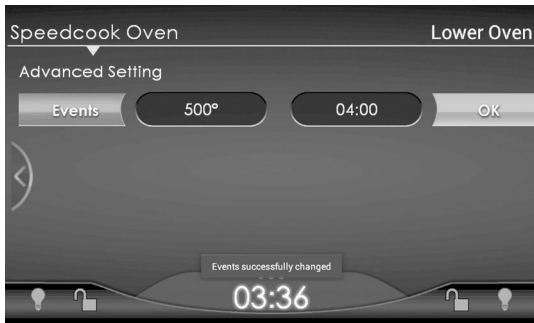 Speedcook Oven Lower Oven
Advanced Setting
Events 500° 04:00 OK
Events successfully changed
03:36